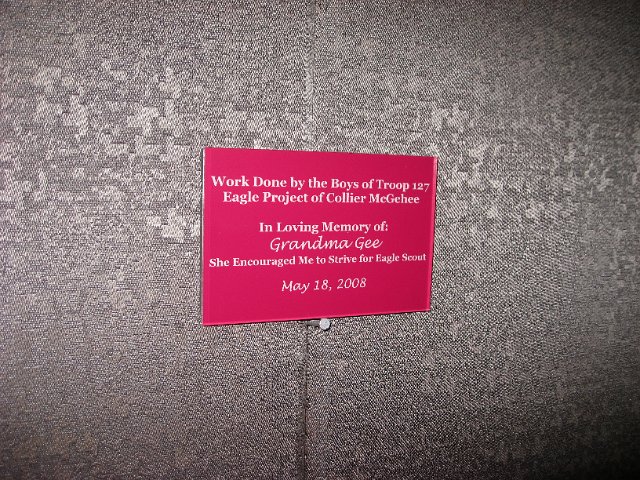 Work Done by the Boys of Troop 127
Eagle Project of Collier McGehee
In Loving Memory of:
Grandma Gee
She Encouraged Me to Strive for Eagle Scout
May 18, 2008